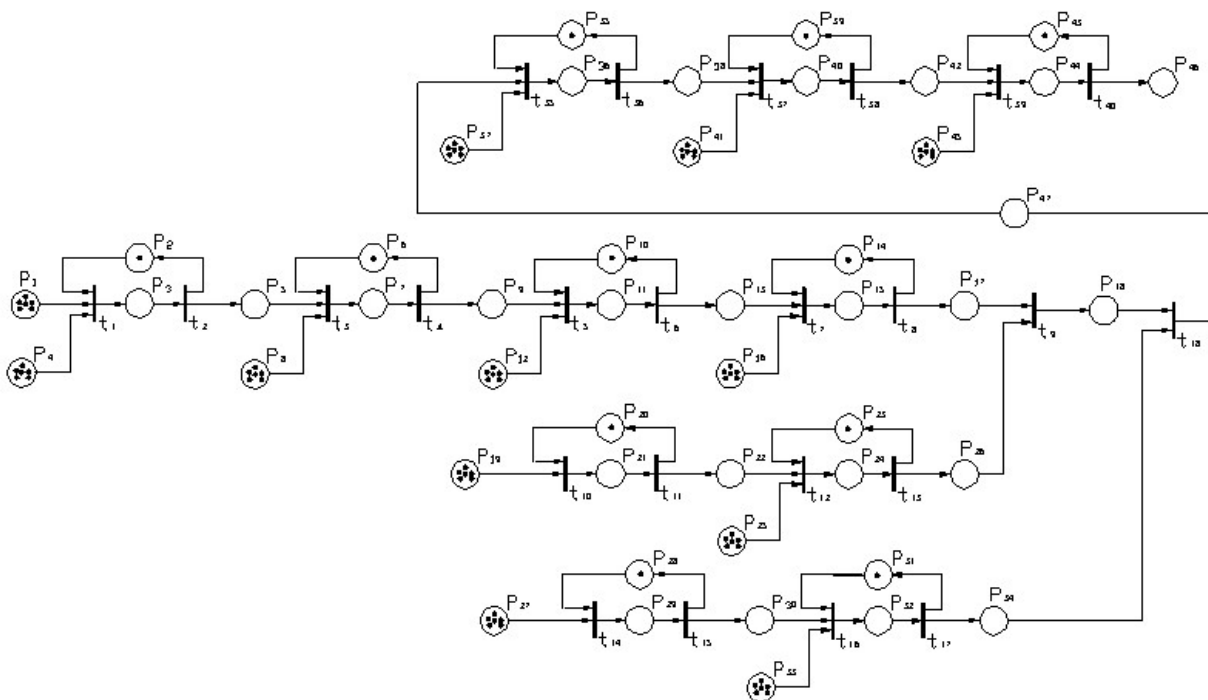 P₃₅
P₃₉
P₄₅
P₃₆
P₃₈
P₄₀
P₄₂
P₄₄
P₄₆
t₃₅
t₃₆
t₃₇
t₃₈
t₃₉
t₄₀
P₃₇
P₄₁
P₄₃
P₄₇
P₂
P₆
P₁₀
P₁₄
P₁
P₃
P₅
P₇
P₉
P₁₁
P₁₃
P₁₅
P₁₇
P₁₈
t₁
t₂
t₃
t₄
t₅
t₆
t₇
t₈
t₉
t₁₈
P₄
P₈
P₁₂
P₁₆
P₂₀
P₂₅
P₁₉
P₂₁
P₂₂
P₂₄
P₂₆
t₁₀
t₁₁
t₁₂
t₁₃
P₂₃
P₂₈
P₃₁
P₂₇
P₂₉
P₃₀
P₃₂
P₃₄
t₁₄
t₁₅
t₁₆
t₁₇
P₃₃